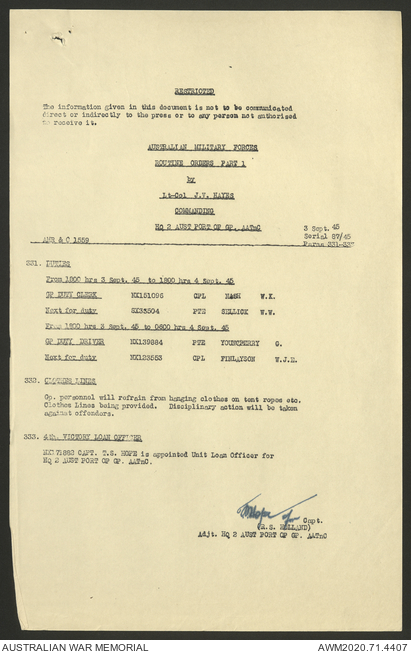 RESTRICTED
The information given in this document is not to be communicated
direct or indirectly to the press or to any person not authorised
to receive it.
AUSTRALIAN MILITARY FORCES
ROUTINE ORDERS PART 1
by
Lt-Col J.V. HAYES
COMMANDING
HQ 2 AUST PORT OP GP. AATnC
3 Sept. 45
Serial 87/45
Paras 331-333
AMB & C 1559
331. DUTIES
From 1800 hrs 3 Sept. 45 to 1800 hrs 4 Sept. 45
GP DUTY CLERK NX151096 CPL NASH W.K.
Next for duty SX33504 PTE SELLICK W.W.
From 1800 hrs 3 Sept. 45 to 0600 hrs 4 Sept. 45
GP DUTY DRIVER NX139884 PTE YOUNGBERRY G.
Next for duty NX123553 CPL FINLAYSON W.J.H.
332. CLOTHES LINES
Gp. personnel will refrain from hanging clothes on tent ropes etc.
Clothes Lines being provided. Disciplinary action will be taken
against offenders.
333. 4th. VICTORY LOAN OFFICER
NX171883 CAPT. T.S. HOPE is appointed Unit Loan Officer for
HQ 2 AUST PORT OP GP. AATnC.
for Capt.
(R.S. HOLLAND)
Adjt. HQ 2 AUST PORT OP GP. AATnC
AUSTRALIAN WAR MEMORIAL
AWM2020.71.4407